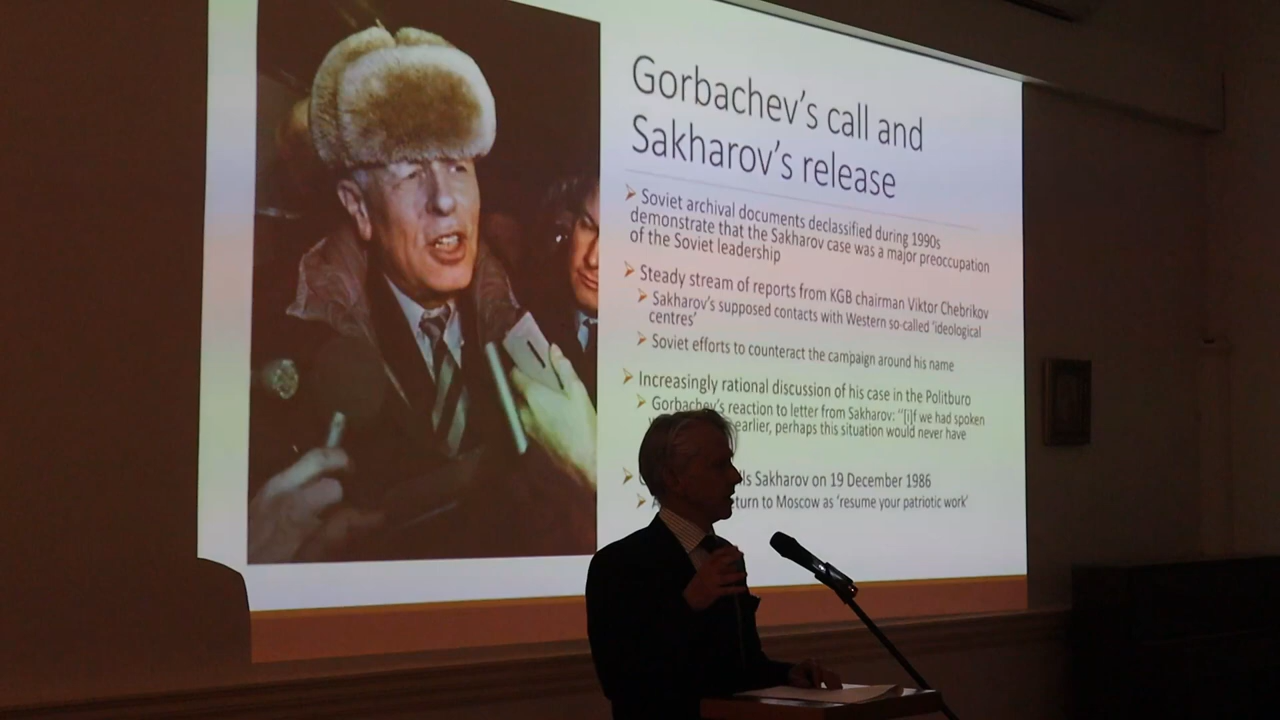 Gorbachev's call and
Sakharov's release
Soviet archival documents declassified during 1990s
demonstrate that the Sakharov case was a major preoccupation
of the Soviet leadership
Steady stream of reports from KGB chairman Viktor Chebrikov
Sakharov's supposed contacts with Western so-called 'ideological
centres'
Soviet efforts to counteract the campaign around his name
Increasingly rational discussion of his case in the Politburo
Gorbachev's reaction to letter from Sakharov: "[i]f we had spoken
earlier, perhaps this situation would never have
Sakharov on 19 December 1986
to Moscow as 'resume your patriotic work'